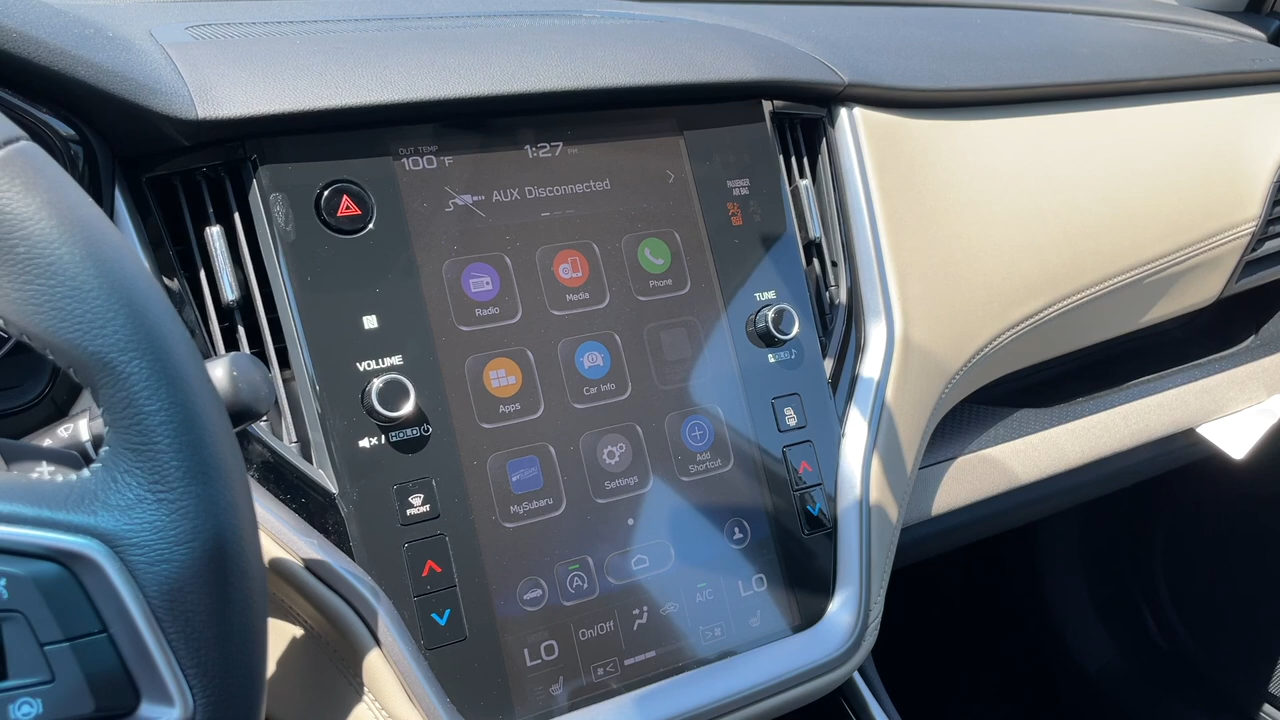 OUT TEMP
100°F
1:27 PM
AUX Disconnected
PASSENGER
AIR BAG
Radio
Media
Phone
TUNE
HOLD
VOLUME
HOLD
Apps
Car Info
FRONT
MySubaru
Settings
Add
Shortcut
A
LO
On/Off
A/C
LO